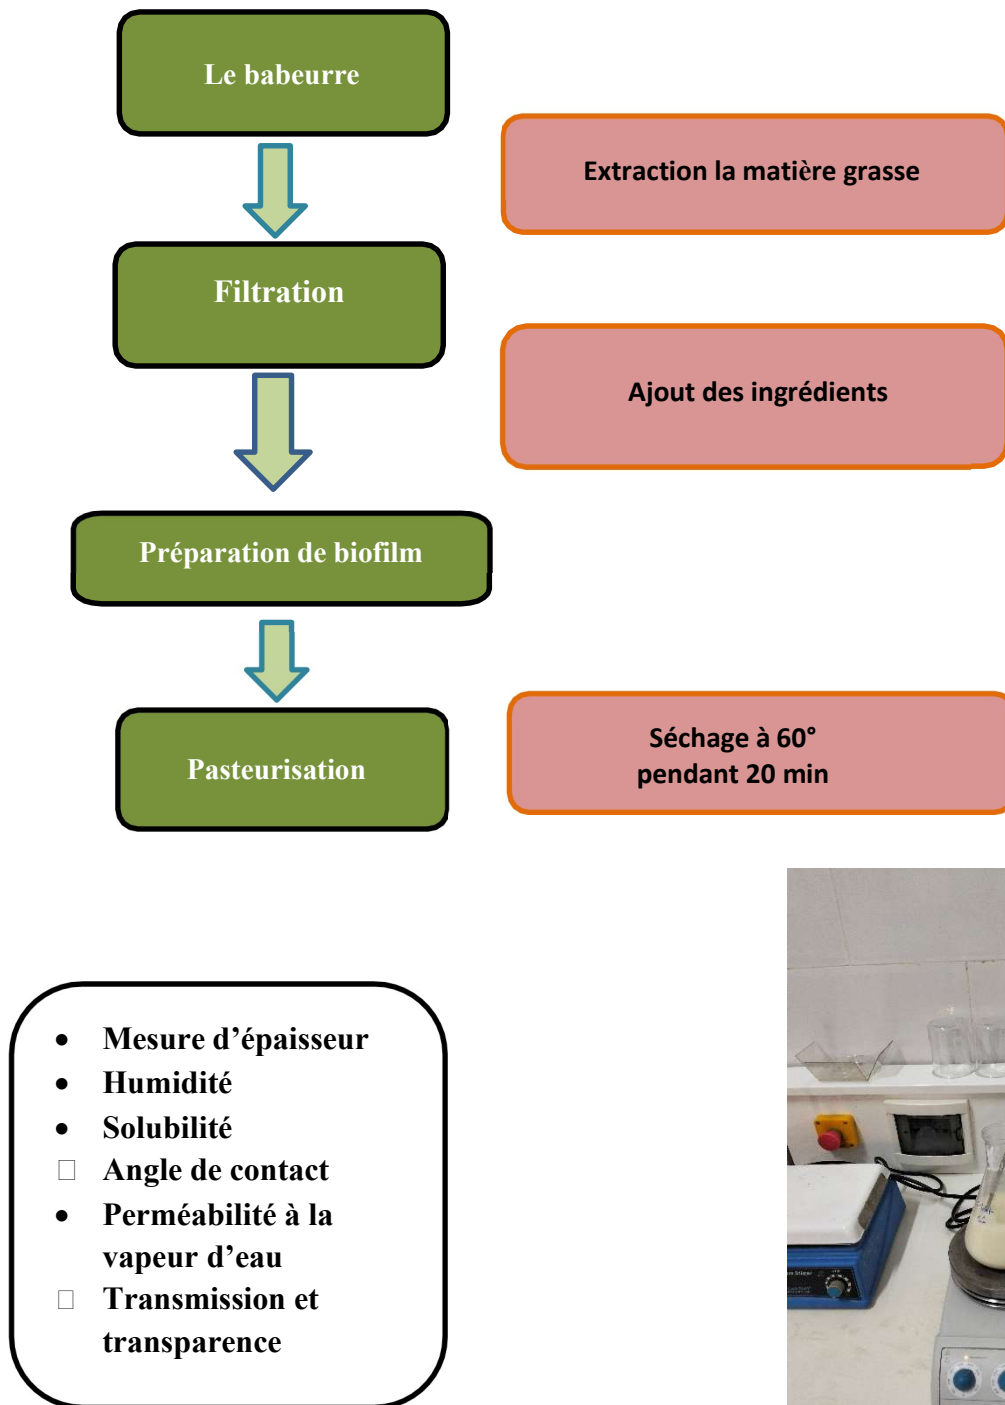 Le babeurre
Extraction la matière grasse
Filtration
Ajout des ingrédients
Préparation de biofilm
Pasteurisation
Séchage à 60°
pendant 20 min
• Mesure d’épaisseur
• Humidité
• Solubilité
□ Angle de contact
• Perméabilité à la
vapeur d’eau
□ Transmission et
transparence